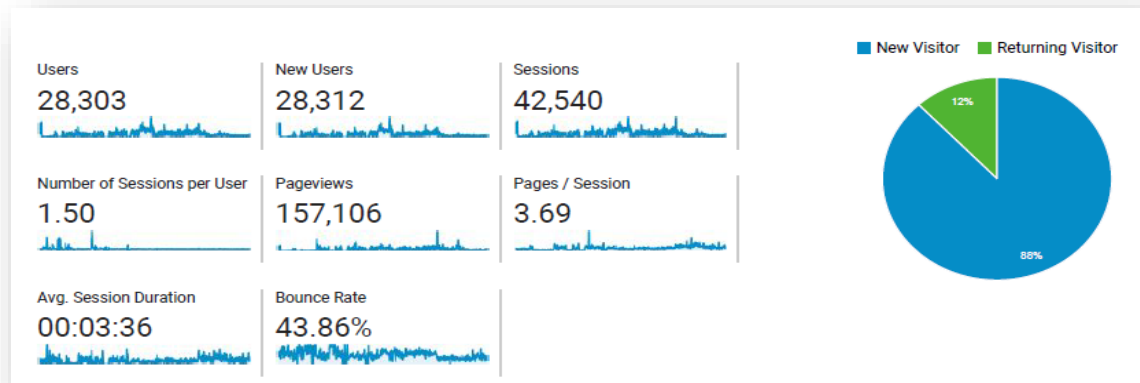 New Visitor
Returning Visitor
Users
28,303
New Users
28,312
Sessions
42,540
Number of Sessions per User
1.50
Pageviews
157,106
Pages / Session
3.69
Avg. Session Duration
00:03:36
Bounce Rate
43.86%
12%
88%